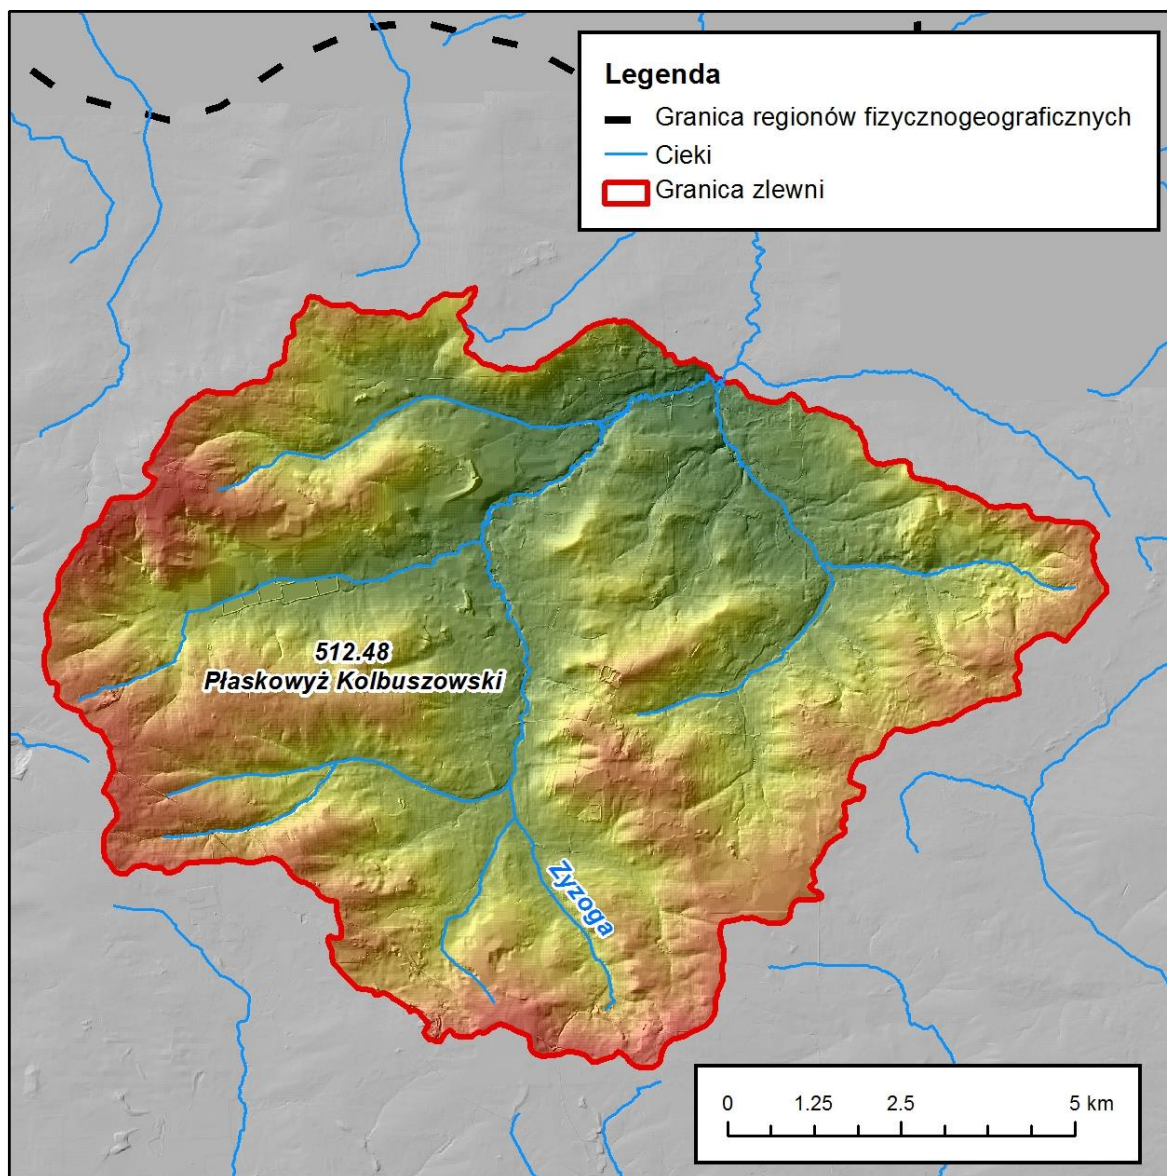 Legenda
Granica regionów fizycznogeograficznych
Cieki
Granica zlewni
512.48
Płaskowyż Kolbuszowski
Zyzoga
0 1.25 2.5 5 km